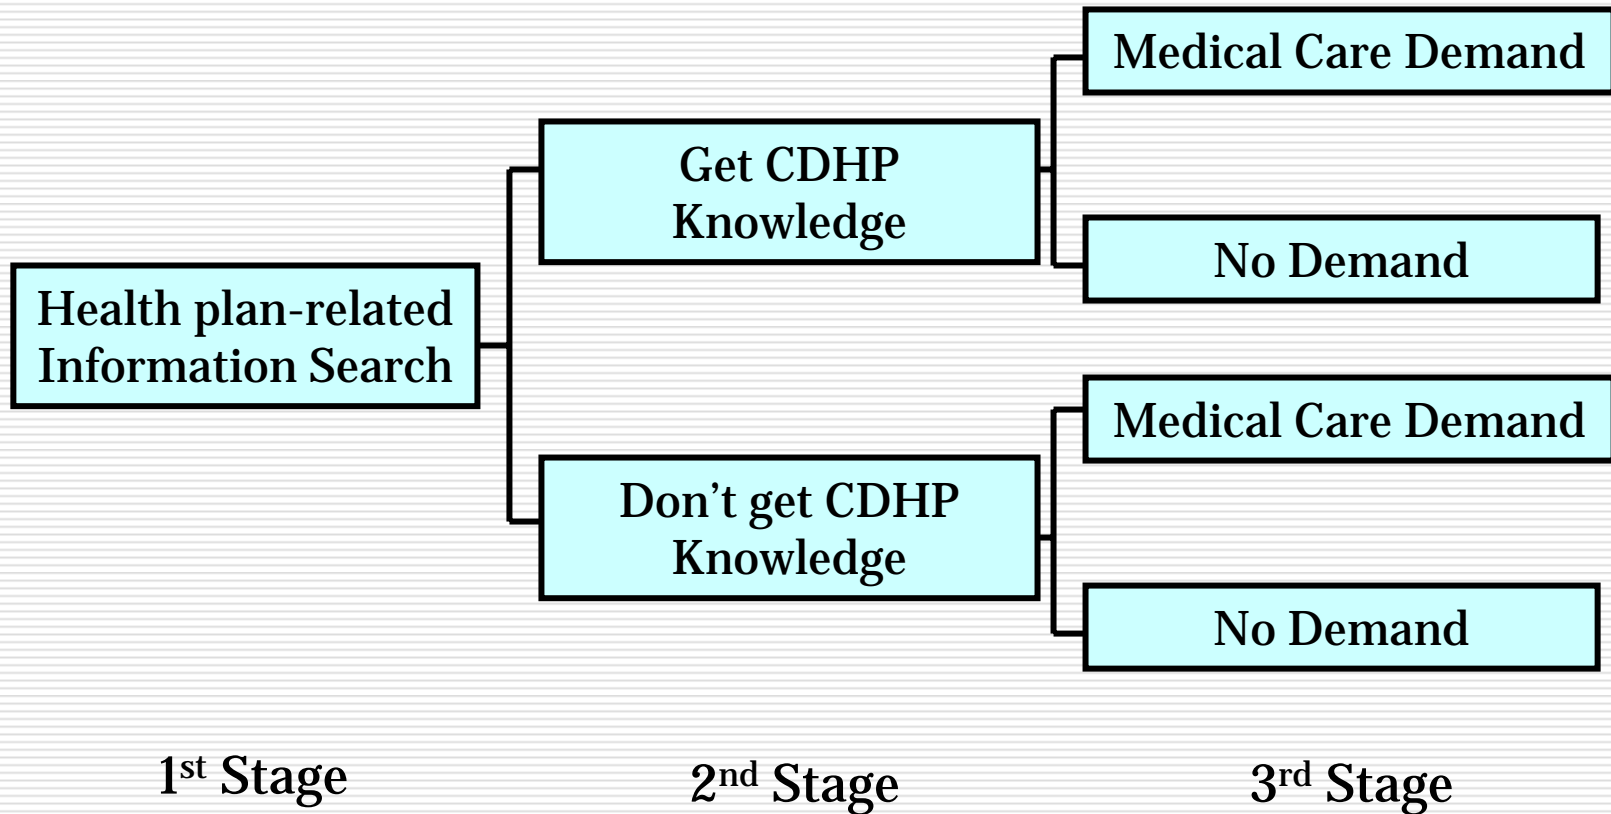 Medical Care Demand
Get CDHP
Knowledge
No Demand
Health plan-related
Information Search
Medical Care Demand
Don’t get CDHP
Knowledge
No Demand
1st Stage
2nd Stage
3rd Stage